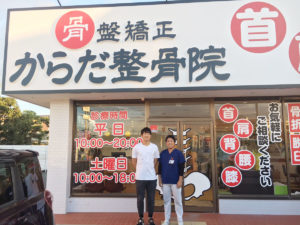 骨盤矯正
からだ整骨院
首
肩
診療時間
平日
10:00~20:00
土曜日
10:00~18:00
首
肩
背
腰
膝
お気軽に
ご相談ください